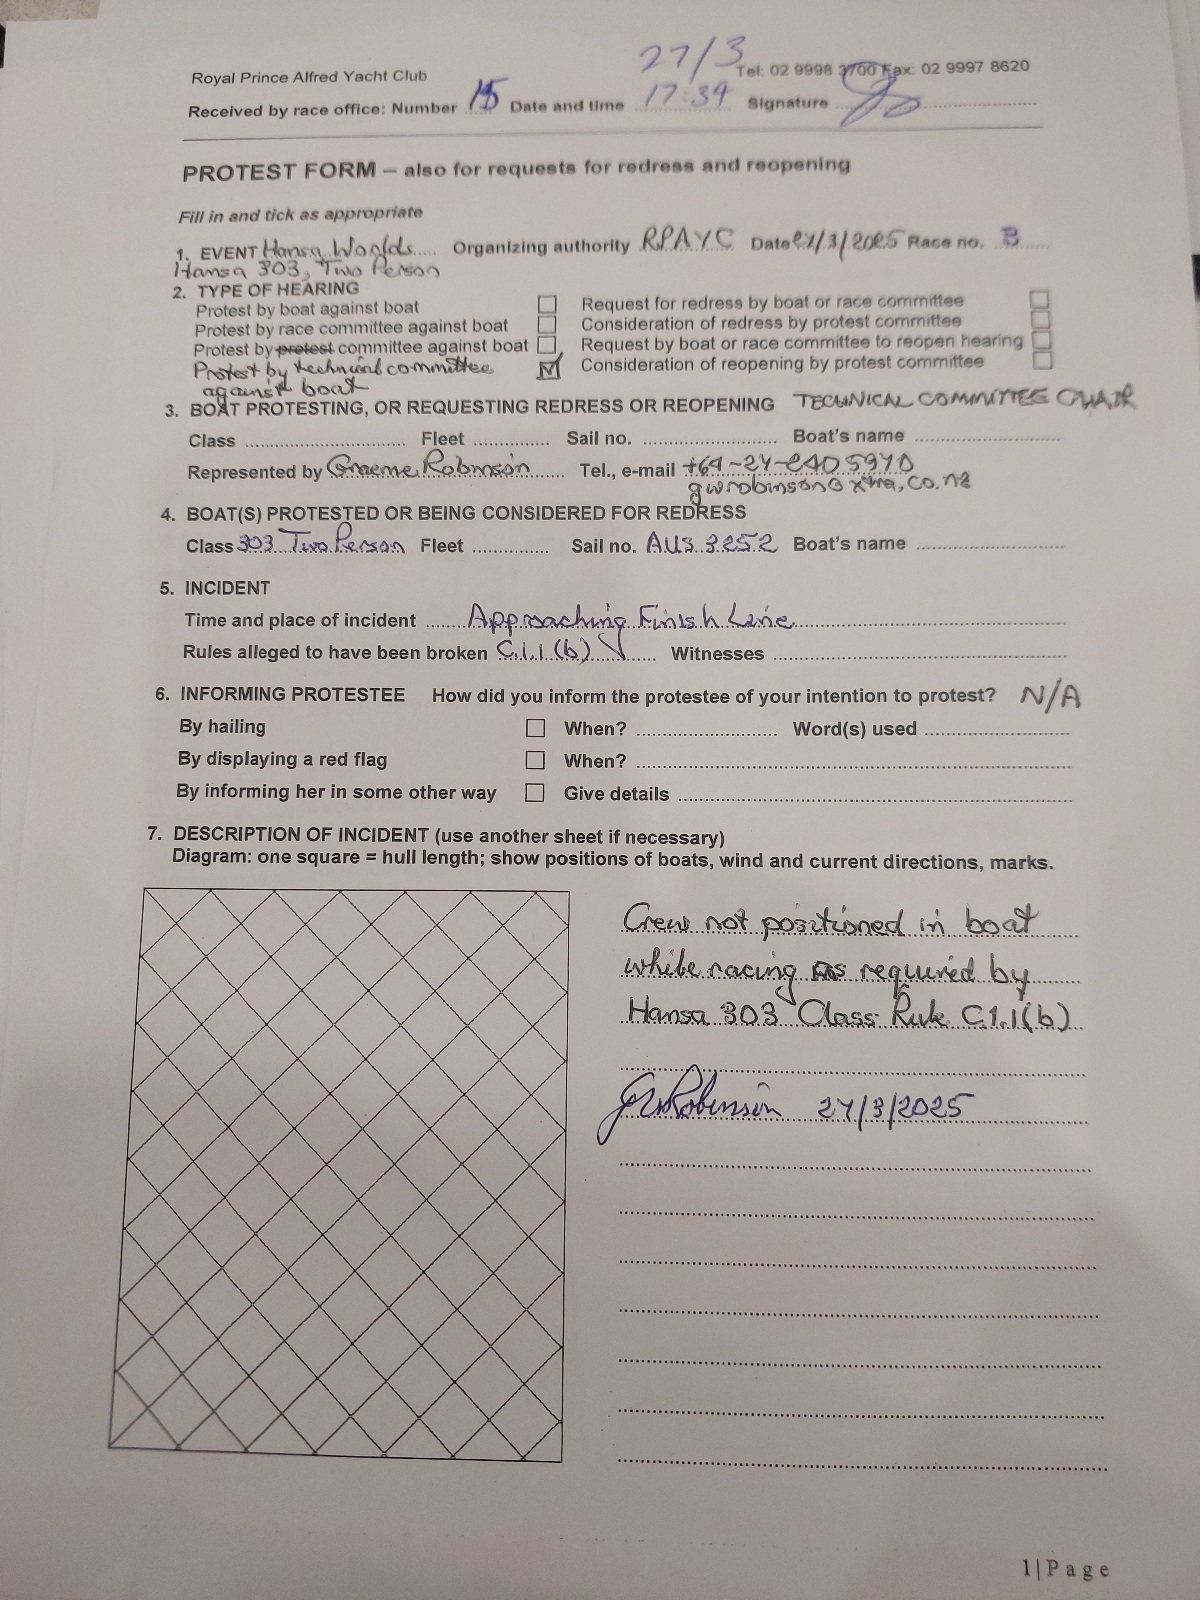 27/3
Royal Prince Alfred Yacht Club Tel: 02 9998 3700 Fax: 02 9997 8620
Received by race office: Number 15 Date and time 17:39 Signature
PROTEST FORM – also for requests for redress and reopening
Fill in and tick as appropriate
1. EVENT Hansa Worlds Organizing authority RPAYC Date 27/3/2025 Race no.
Hansa 303, Two Person
2. TYPE OF HEARING
Protest by boat against boat Request for redress by boat or race committee
Protest by race committee against boat Consideration of redress by protest committee
Protest by protest committee against boat Request by boat or race committee to reopen hearing
Protest by technical committee Consideration of reopening by protest committee
against boat
3. BOAT PROTESTING, OR REQUESTING REDRESS OR REOPENING TECHNICAL COMMITTEE CHAIR
Class Fleet Sail no. Boat's name
Represented by Graeme Robinson Tel., e-mail +64-27-2405970
gwrobinson@xtra.co.nz
4. BOAT(S) PROTESTED OR BEING CONSIDERED FOR REDRESS
Class 303 Two Person Fleet Sail no. AUS 3252 Boat's name
5. INCIDENT
Time and place of incident Approaching Finish Line
Rules alleged to have been broken C.1.1(b) Witnesses
6. INFORMING PROTESTEE How did you inform the protestee of your intention to protest? N/A
By hailing When? Word(s) used
By displaying a red flag When?
By informing her in some other way Give details
7. DESCRIPTION OF INCIDENT (use another sheet if necessary)
Diagram: one square = hull length; show positions of boats, wind and current directions, marks.
Crew not positioned in boat
while racing as required by
Hansa 303 Class Rule C.1.1(b)
GWRobinson 27/3/2025
1|Page